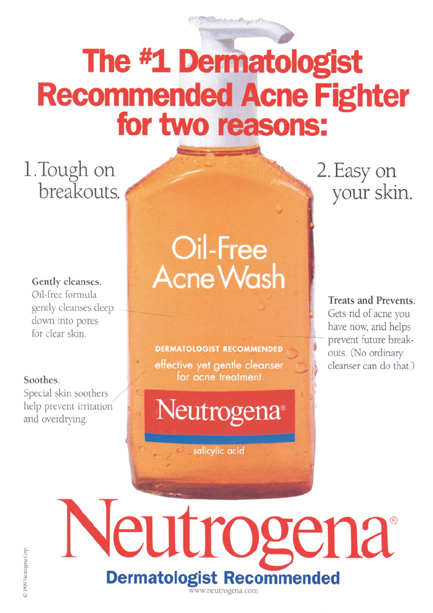 The #1 Dermatologist
Recommended Acne Fighter
for two reasons:
1. Tough on
breakouts.
2. Easy on
your skin.
Oil-Free
Acne Wash
Gently cleanses.
Oil-free formula
gently cleanses deep
down into pores
for clear skin.
Treats and Prevents.
Gets rid of acne you
have now, and helps
prevent future break-
outs. (No ordinary
cleanser can do that.)
Soothes.
Special skin soothers
help prevent irritation
and overdrying.
DERMATOLOGIST RECOMMENDED
effective yet gentle cleanser
for acne treatment
Neutrogena®
salicylic acid
Neutrogena®
Dermatologist Recommended
www.neutrogena.com